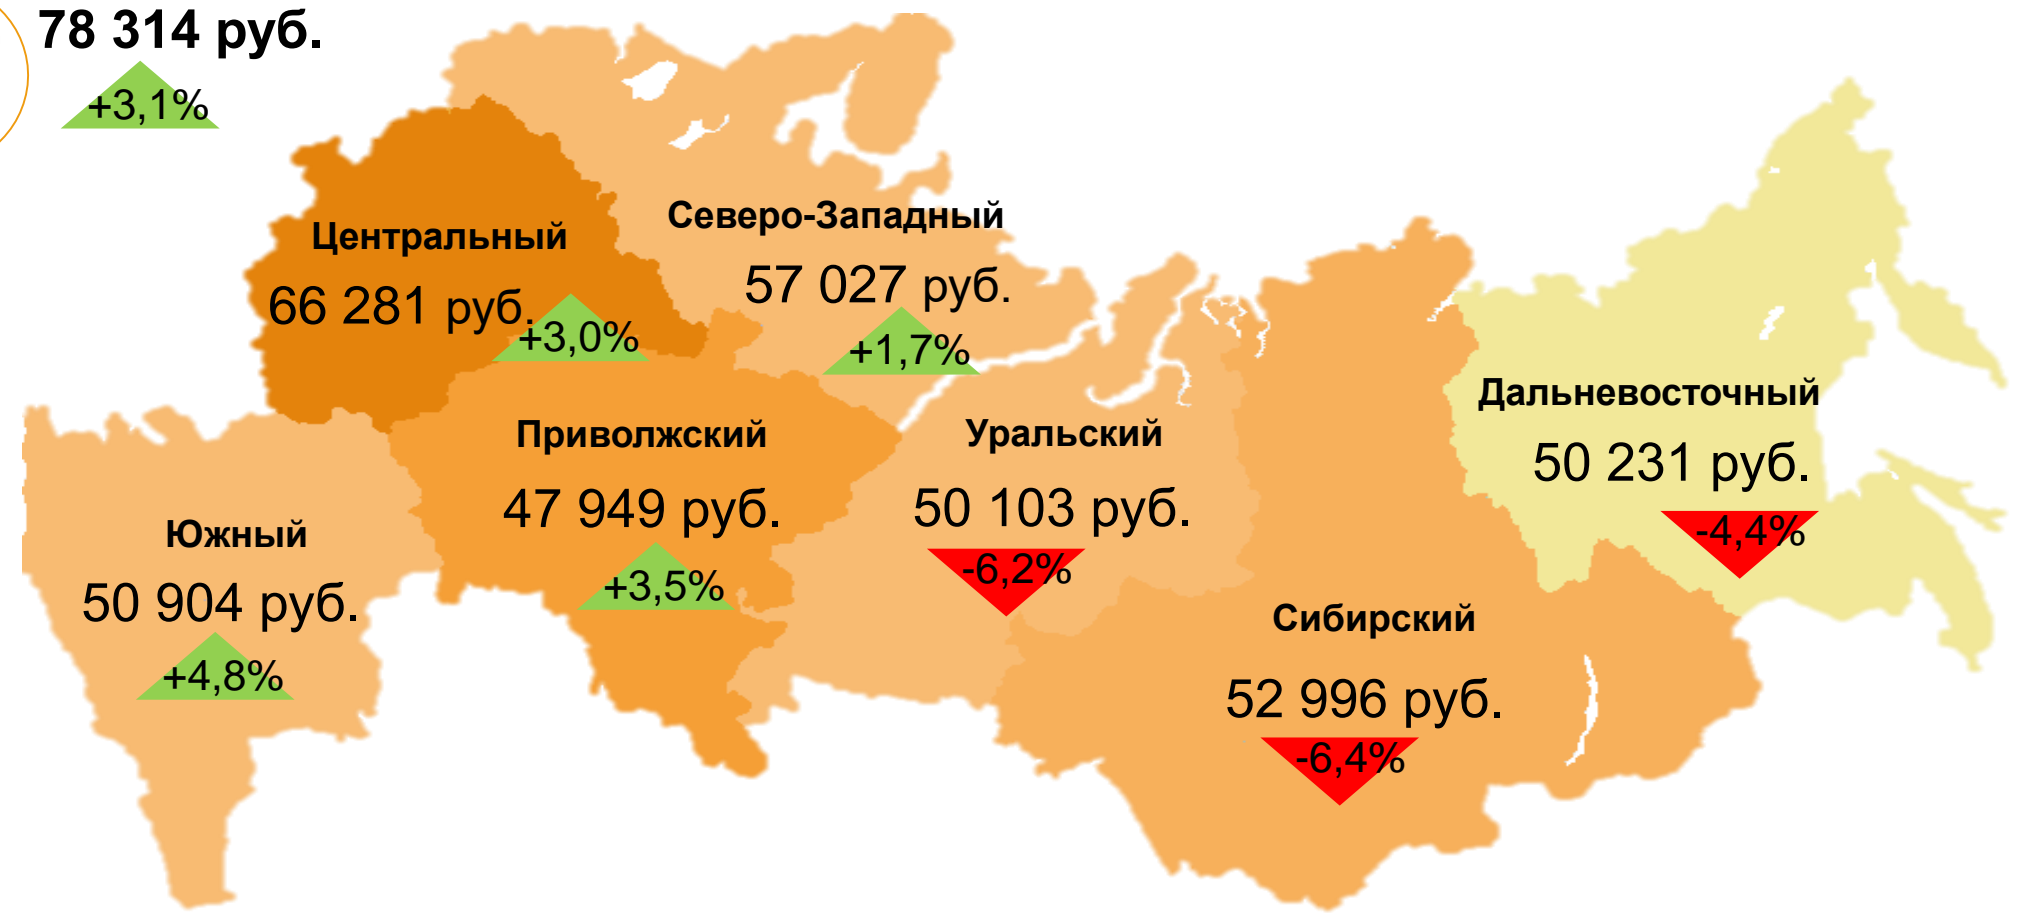 78 314 руб.
+3,1%
Центральный
66 281 руб.
+3,0%
Северо-Западный
57 027 руб.
+1,7%
Приволжский
47 949 руб.
+3,5%
Уральский
50 103 руб.
-6,2%
Дальневосточный
50 231 руб.
-4,4%
Южный
50 904 руб.
+4,8%
Сибирский
52 996 руб.
-6,4%